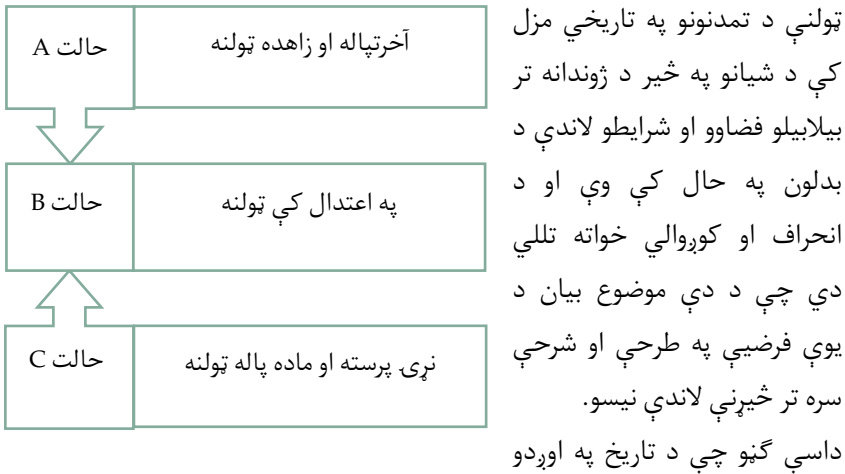 ټولنې د تمدنونو په تاریخي مزل
کې د شیانو په څیر د ژوندانه تر
بیلابیلو فضاوو او شرایطو لاندې د
بدلون په حال کې وي او د
انحراف او کوږوالي خواته تللي
دي چې د دې موضوع بیان د
یوې فرضیې په طرحې او شرحې
سره تر څیړنې لاندې نیسو.
داسې ګڼو چې د تاریخ په اوږدو
حالت A
آخرتپاله او زاهده ټولنه
حالت B
په اعتدال کې ټولنه
حالت C
نړۍ پرسته او ماده پاله ټولنه